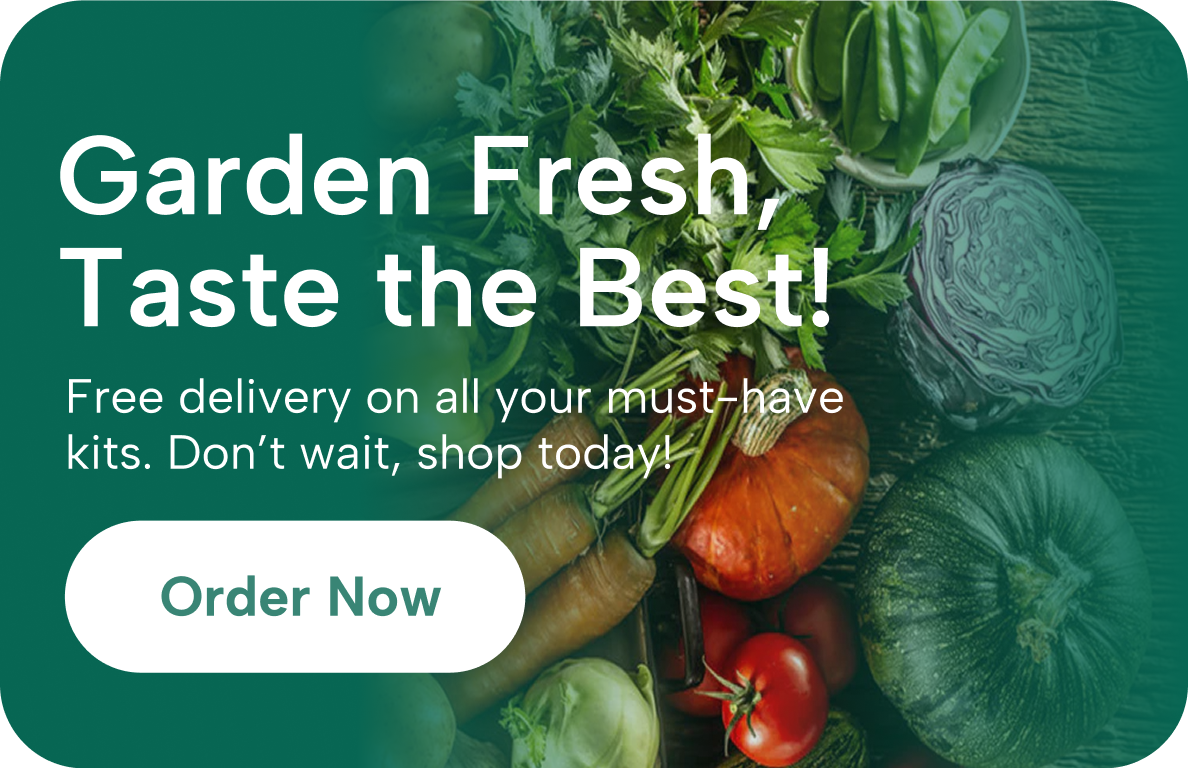 Garden Fresh,
Taste the Best!
Free delivery on all your must-have
kits. Don’t wait, shop today!
Order Now